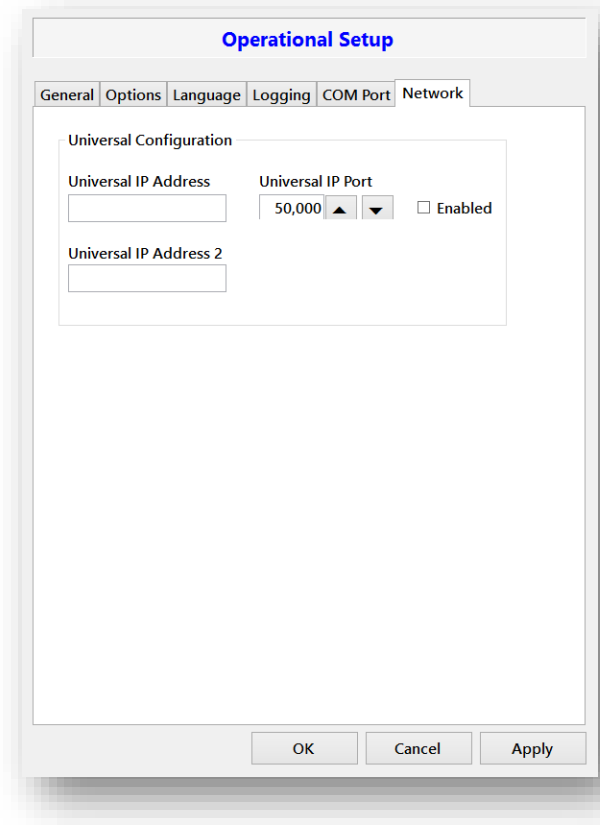 Operational Setup
General Options Language Logging COM Port Network
Universal Configuration
Universal IP Address Universal IP Port
50,000 Enabled
Universal IP Address 2
OK Cancel Apply